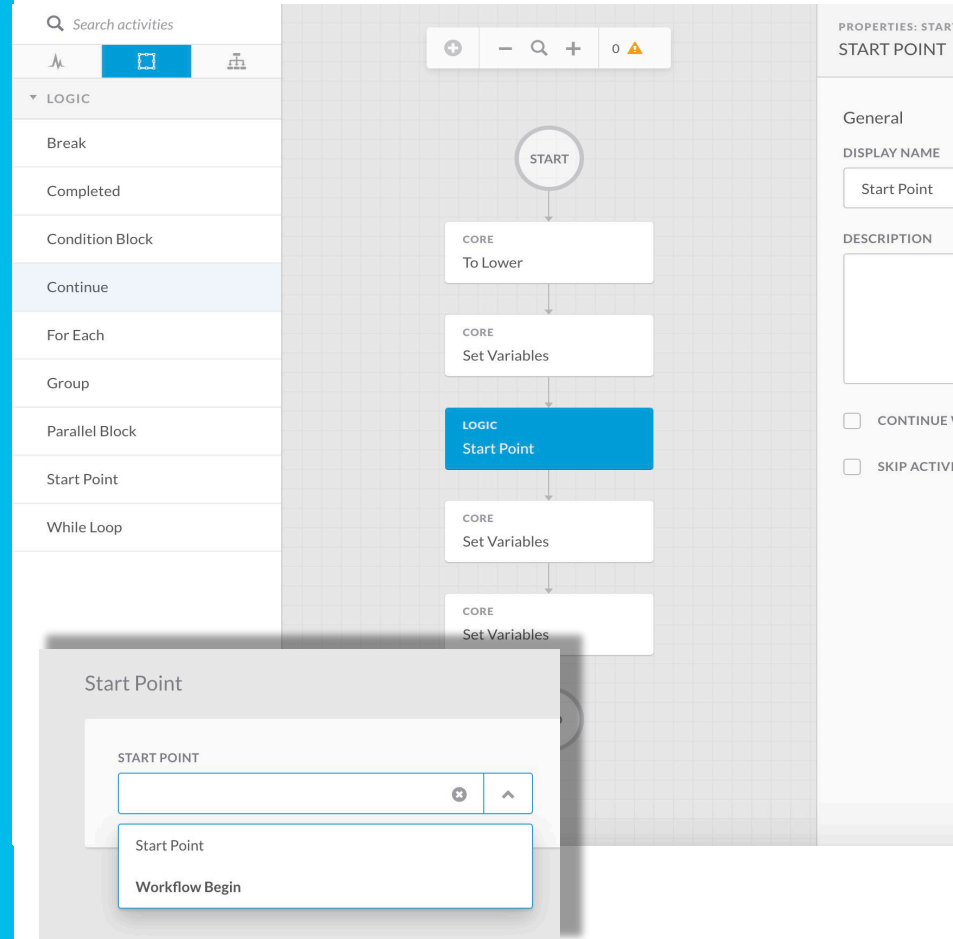 Search activities
LOGIC
Break
Completed
Condition Block
Continue
For Each
Group
Parallel Block
Start Point
While Loop
0
START
CORE
To Lower
CORE
Set Variables
LOGIC
Start Point
CORE
Set Variables
CORE
Set Variables
PROPERTIES: START
START POINT
General
DISPLAY NAME
Start Point
DESCRIPTION
CONTINUE
SKIP
Start Point
START POINT
Start Point
Workflow Begin